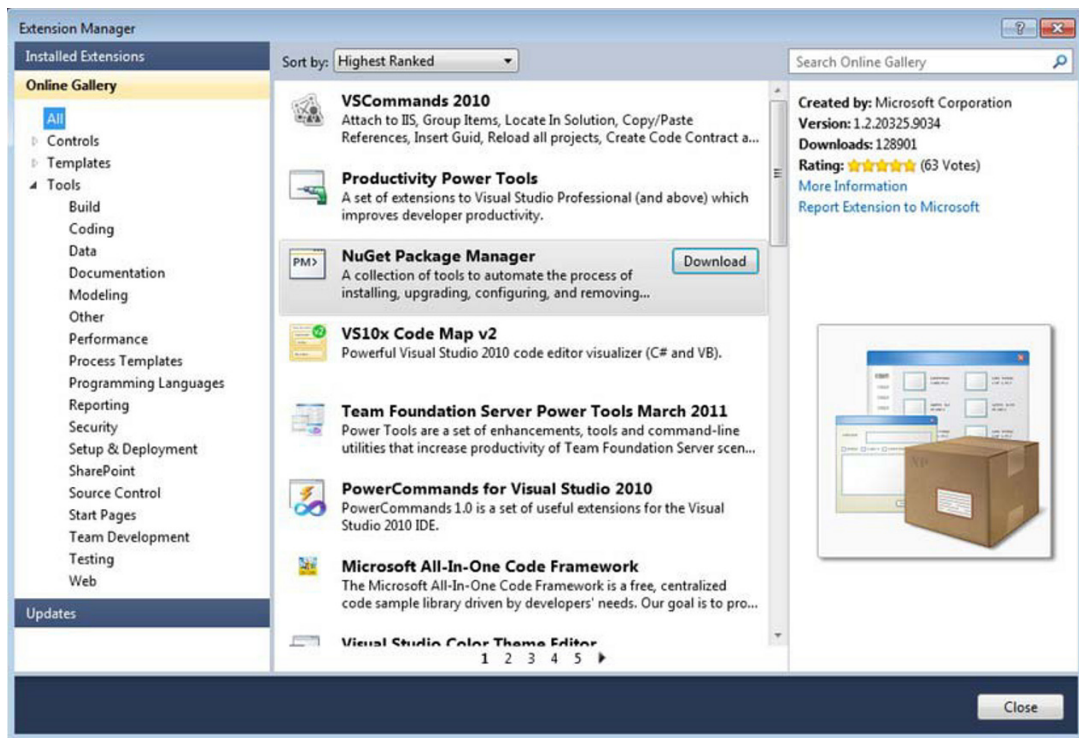 Extension Manager
Installed Extensions
Online Gallery
All
Controls
Templates
Tools
Build
Coding
Data
Documentation
Modeling
Other
Performance
Process Templates
Programming Languages
Reporting
Security
Setup & Deployment
SharePoint
Source Control
Start Pages
Team Development
Testing
Web
Updates
Sort by: Highest Ranked
VSCommands 2010
Attach to IIS, Group Items, Locate In Solution, Copy/Paste
References, Insert Guid, Reload all projects, Create Code Contract a...
Productivity Power Tools
A set of extensions to Visual Studio Professional (and above) which
improves developer productivity.
PM>
NuGet Package Manager
Download
A collection of tools to automate the process of
installing, upgrading, configuring, and removing...
VS10x Code Map v2
Powerful Visual Studio 2010 code editor visualizer (C# and VB).
Team Foundation Server Power Tools March 2011
Power Tools are a set of enhancements, tools and command-line
utilities that increase productivity of Team Foundation Server scen...
PowerCommands for Visual Studio 2010
PowerCommands 1.0 is a set of useful extensions for the Visual
Studio 2010 IDE.
Microsoft All-In-One Code Framework
The Microsoft All-In-One Code Framework is a free, centralized
code sample library driven by developers' needs. Our goal is to pro...
Visual Studio Color Theme Editor
1 2 3 4 5
Search Online Gallery
Created by: Microsoft Corporation
Version: 1.2.20325.9034
Downloads: 128901
Rating: (63 Votes)
More Information
Report Extension to Microsoft
Close